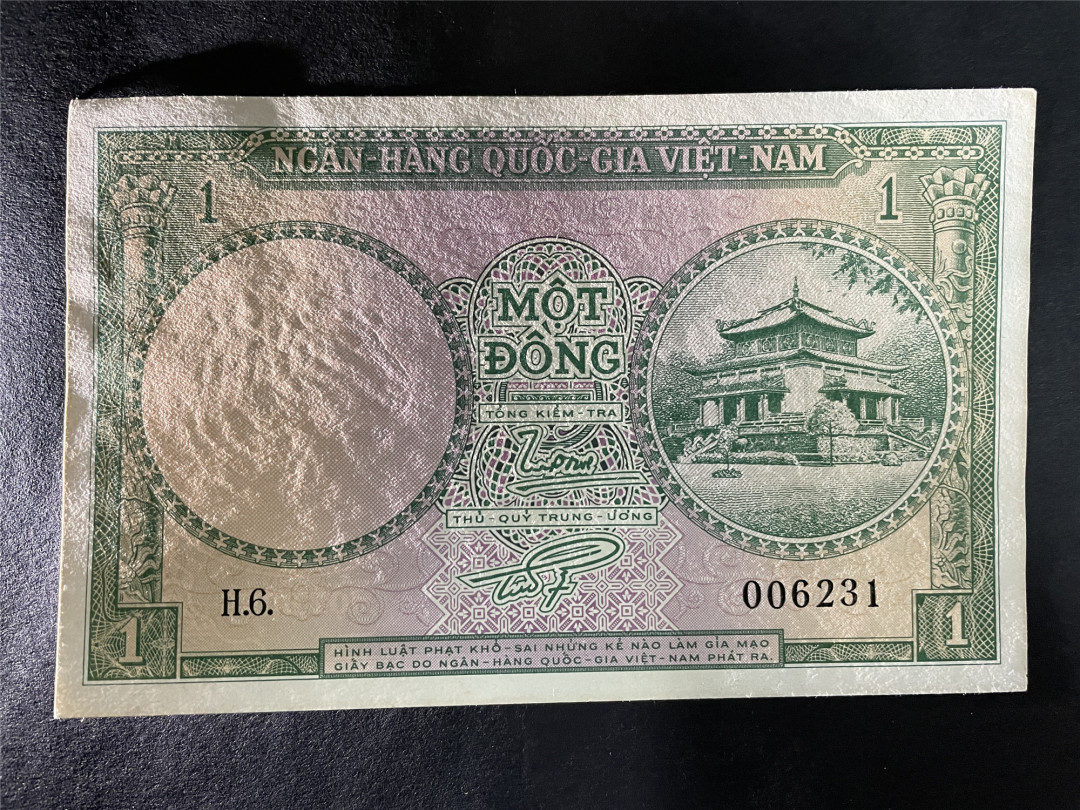 NGÂN-HÀNG QUỐC-GIA VIỆT-NAM
1
1
MỘT
ĐỒNG
TỔNG KIỂM-TRA
THỦ-QUỸ TRUNG-ƯƠNG
H.6.
006231
1
1
HÌNH LUẬT PHẠT KHỔ-SAI NHỮNG KẺ NÀO LÀM GIẢ MẠO
GIẤY BẠC DO NGÂN-HÀNG QUỐC-GIA VIỆT-NAM PHÁT RA.